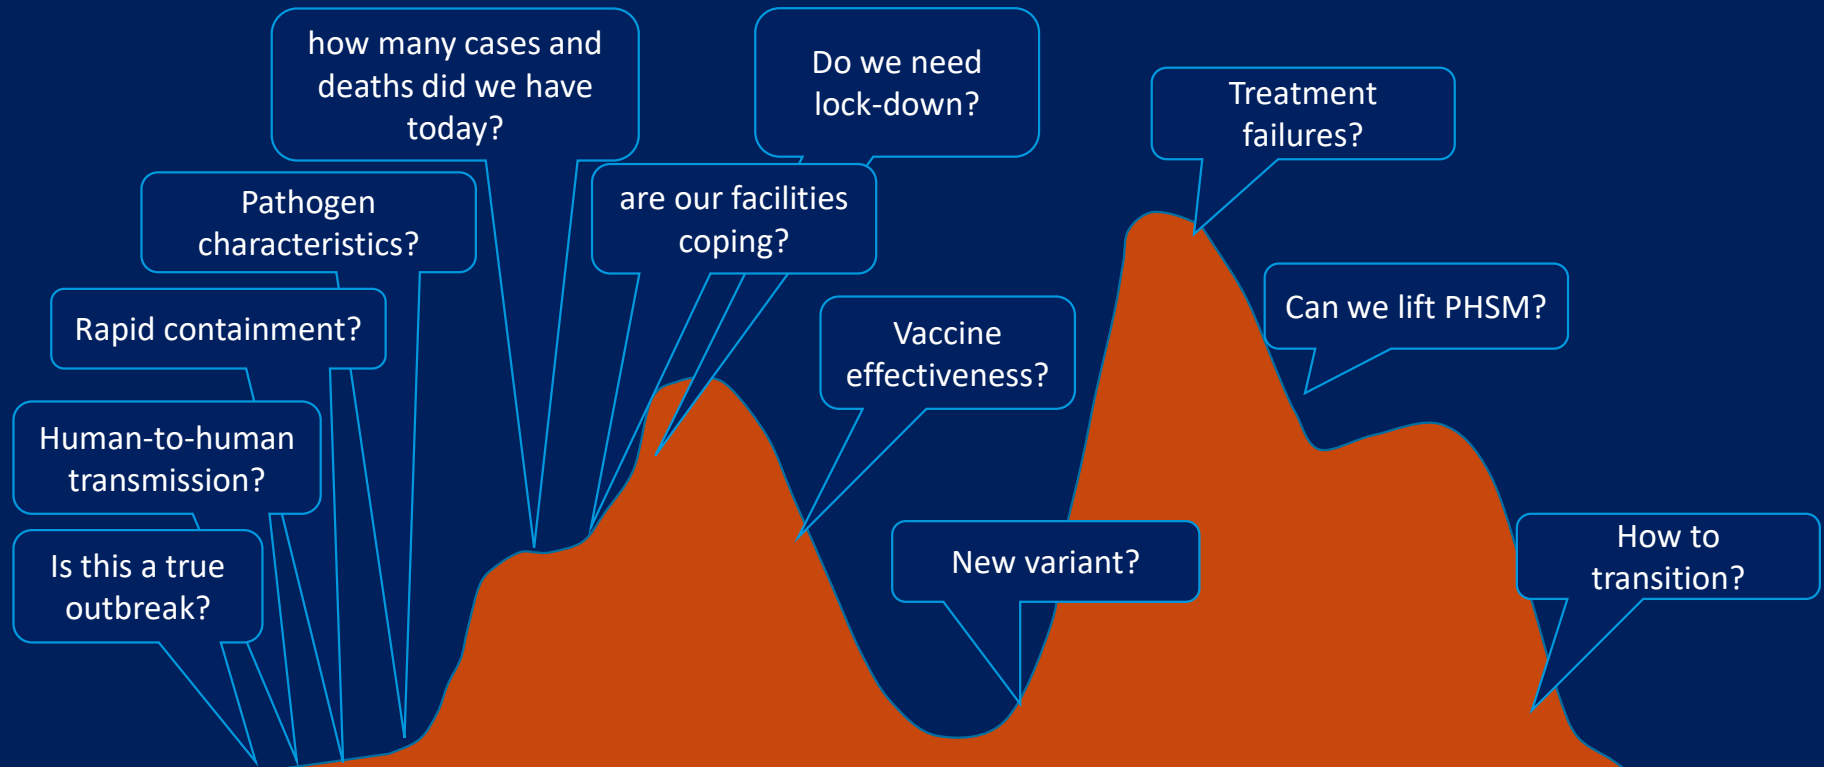 how many cases and
deaths did we have
today?
Do we need
lock-down?
Treatment
failures?
Pathogen
characteristics?
are our facilities
coping?
Rapid containment?
Vaccine
effectiveness?
Can we lift PHSM?
Human-to-human
transmission?
Is this a true
outbreak?
New variant?
How to
transition?